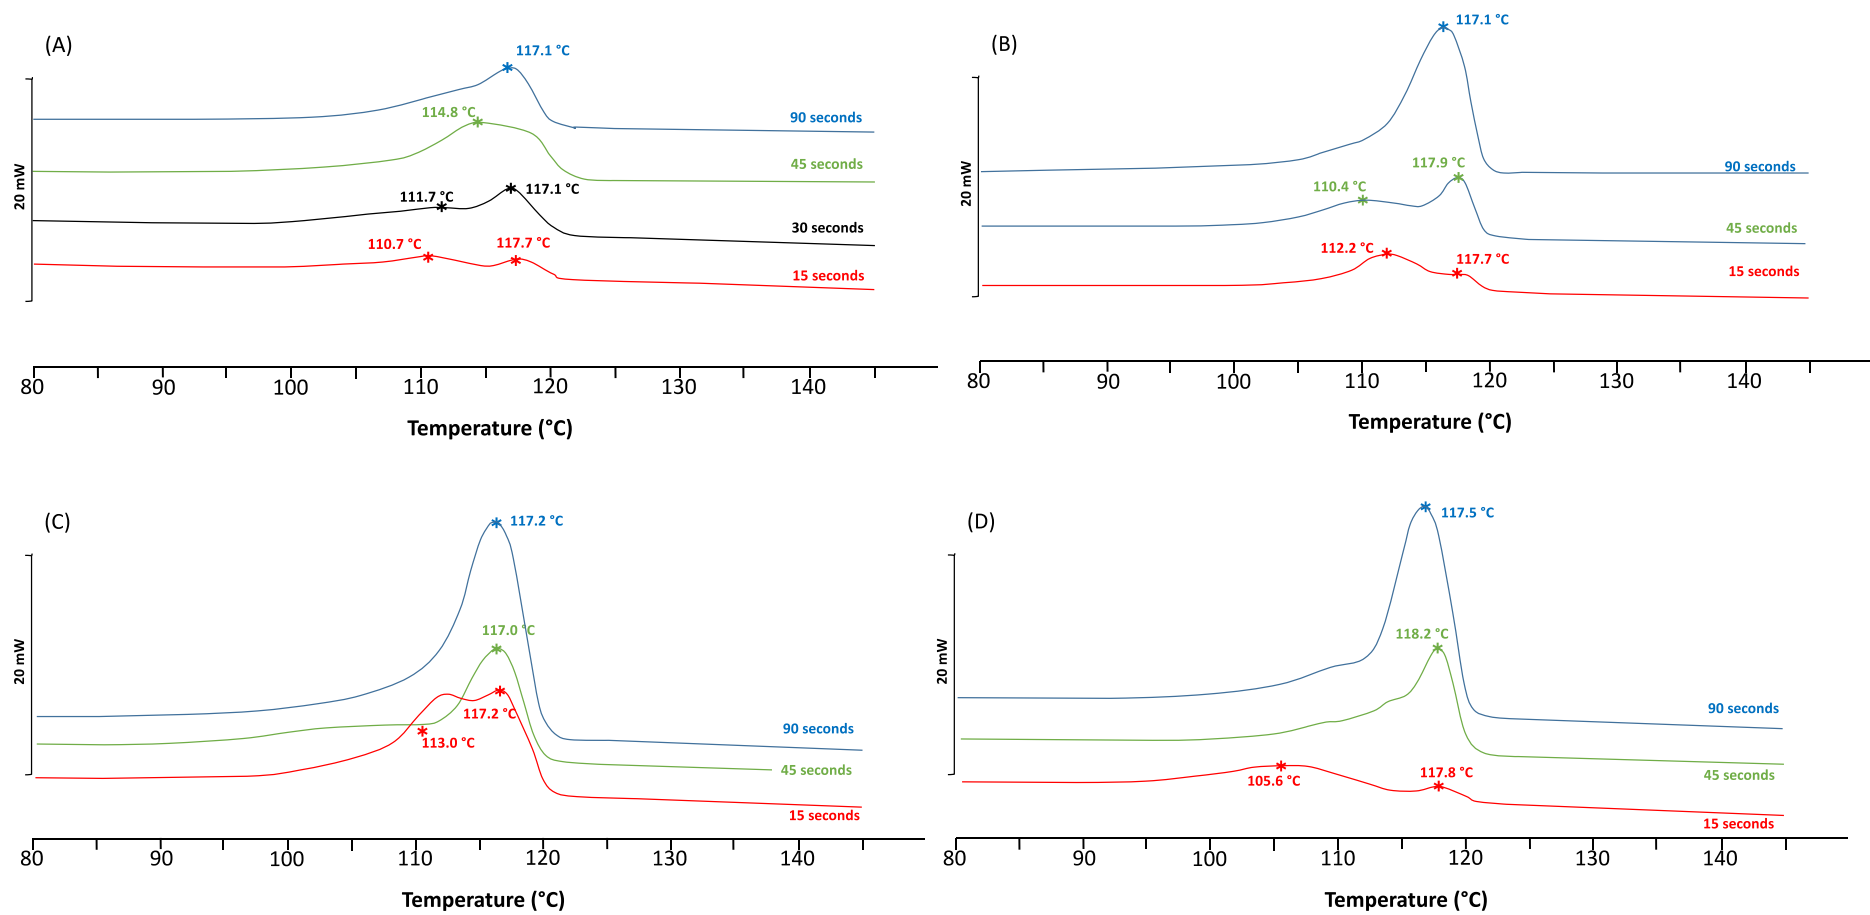 (A)
117.1 °C
114.8 °C
90 seconds
45 seconds
20 mW
111.7 °C
117.1 °C
30 seconds
110.7 °C
117.7 °C
15 seconds
80 90 100 110 120 130 140
Temperature (°C)
(B)
117.1 °C
90 seconds
20 mW
117.9 °C
110.4 °C
45 seconds
112.2 °C
117.7 °C
15 seconds
80 90 100 110 120 130 140
Temperature (°C)
(C)
117.2 °C
117.0 °C
20 mW
117.2 °C
90 seconds
113.0 °C
45 seconds
15 seconds
80 90 100 110 120 130 140
Temperature (°C)
(D)
117.5 °C
118.2 °C
20 mW
90 seconds
105.6 °C
117.8 °C
45 seconds
15 seconds
80 90 100 110 120 130 140
Temperature (°C)